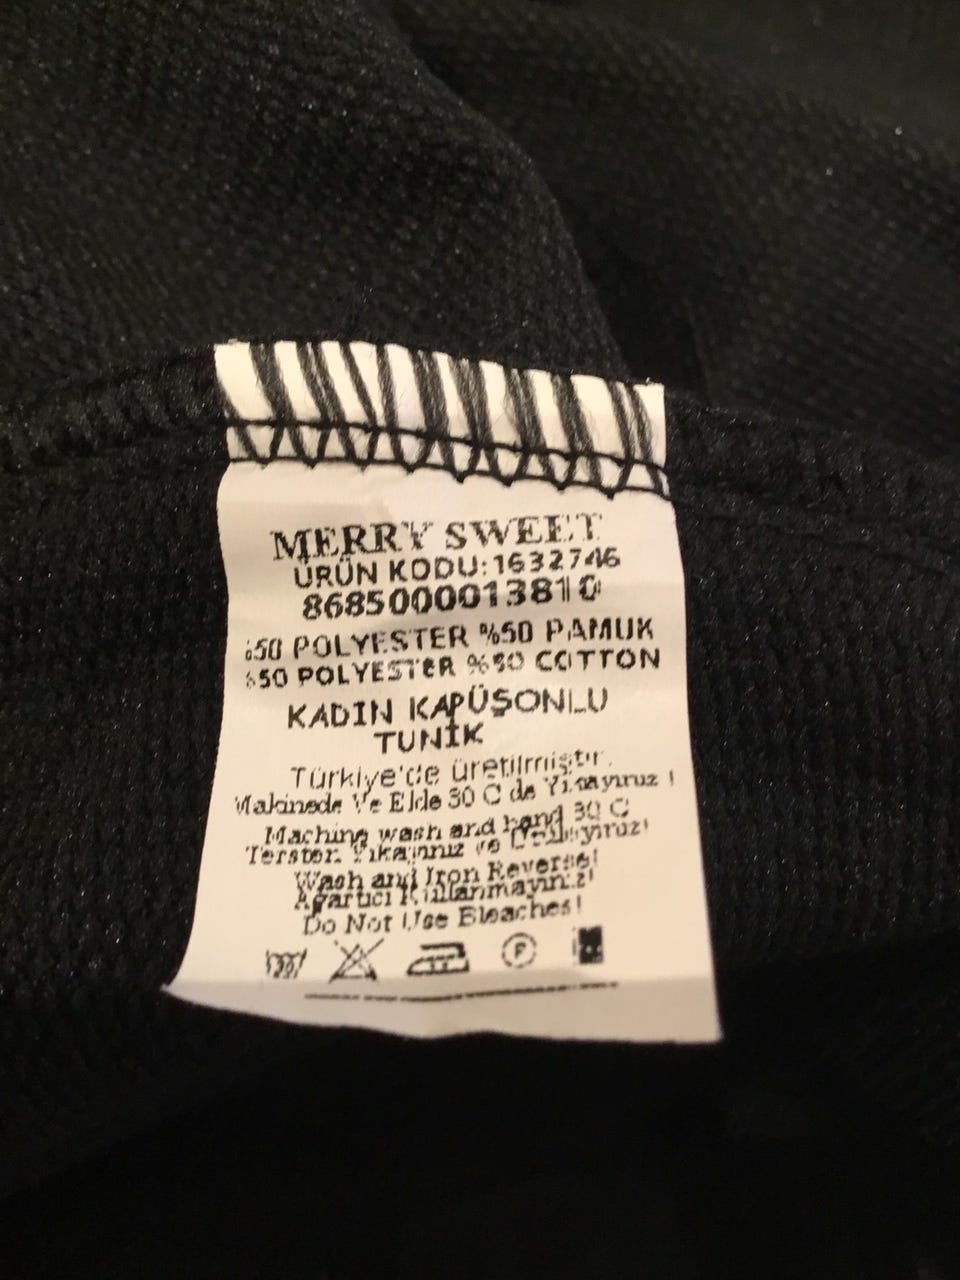 MERRY SWEET
ÜRÜN KODU:1632746
8685000013810
%50 POLYESTER %50 PAMUK
%50 POLYESTER %50 COTTON
KADIN KAPÜŞONLU
TUNİK
Türkiye'de üretilmiştir.
Makinede Ve Elde 30 C de Yıkayınız !
Machine wash and hand 30 C
Tersten Yıkayınız ve Ütüleyiniz!
Wash and Iron Reverse!
Ağartıcı Kullanmayınız!
Do Not Use Bleaches!
F